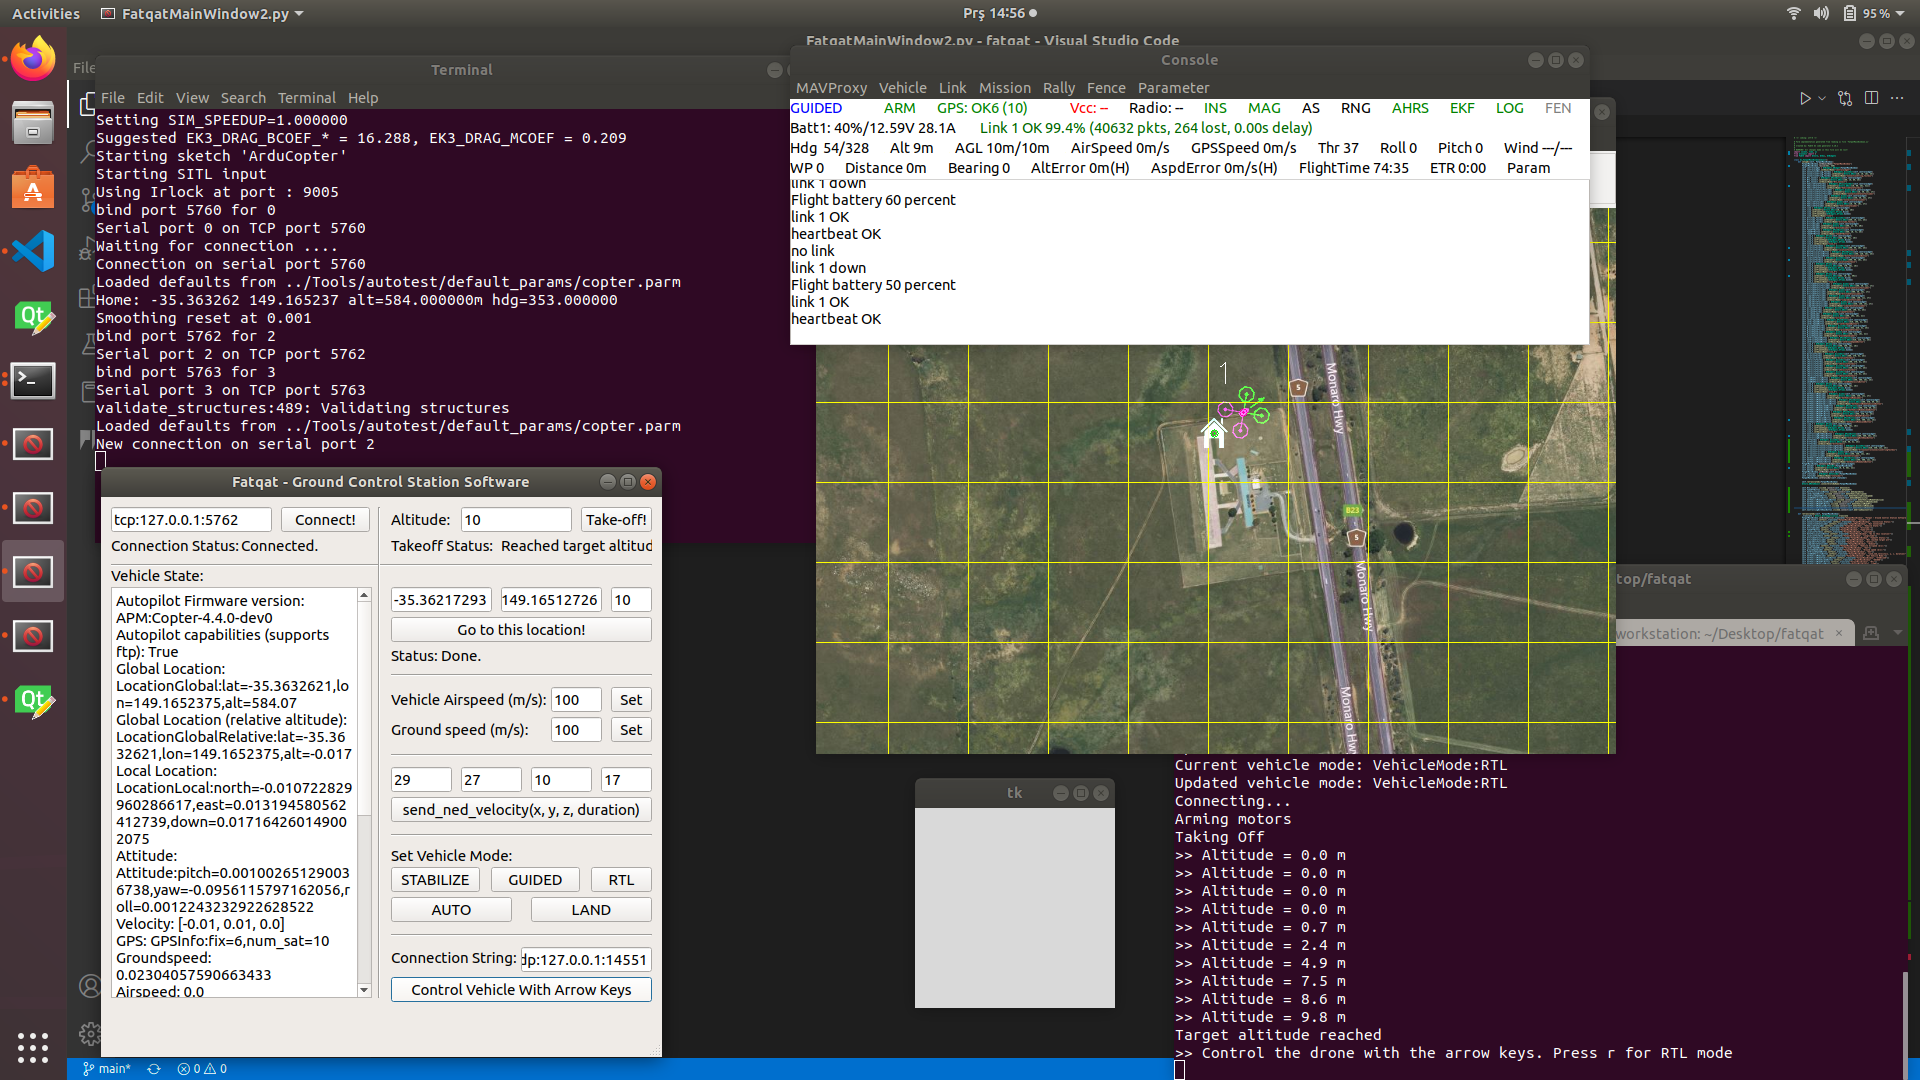 Activities
FatqatMainWindow2.py
Prş 14:56
95 %
FatqatMainWindow2.py - fatqat - Visual Studio Code
File
Terminal
File Edit View Search Terminal Help
Setting SIM_SPEEDUP=1.000000
Suggested EK3_DRAG_BCOEF_* = 16.288, EK3_DRAG_MCOEF = 0.209
Starting sketch 'ArduCopter'
Starting SITL input
Using Irlock at port : 9005
bind port 5760 for 0
Serial port 0 on TCP port 5760
Waiting for connection ....
Connection on serial port 5760
Loaded defaults from ../Tools/autotest/default_params/copter.parm
Home: -35.363262 149.165237 alt=584.000000m hdg=353.000000
Smoothing reset at 0.001
bind port 5762 for 2
Serial port 2 on TCP port 5762
bind port 5763 for 3
Serial port 3 on TCP port 5763
validate_structures:489: Validating structures
Loaded defaults from ../Tools/autotest/default_params/copter.parm
New connection on serial port 2
Console
MAVProxy Vehicle Link Mission Rally Fence Parameter
GUIDED ARM GPS: OK6 (10) Vcc: -- Radio: -- INS MAG AS RNG AHRS EKF LOG FEN
Batt1: 40%/12.59V 28.1A Link 1 OK 99.4% (40632 pkts, 264 lost, 0.00s delay)
Hdg 54/328 Alt 9m AGL 10m/10m AirSpeed 0m/s GPSSpeed 0m/s Thr 37 Roll 0 Pitch 0 Wind ---/---
WP 0 Distance 0m Bearing 0 AltError 0m(H) AspdError 0m/s(H) FlightTime 74:35 ETR 0:00 Param
link 1 down
Flight battery 60 percent
link 1 OK
heartbeat OK
no link
link 1 down
Flight battery 50 percent
link 1 OK
heartbeat OK
1
5
Monaro Hwy
B23
5
Monaro Hwy
Monaro Hwy
Fatqat - Ground Control Station Software
tcp:127.0.0.1:5762 Connect!
Connection Status: Connected.
Vehicle State:
Autopilot Firmware version:
APM:Copter-4.4.0-dev0
Autopilot capabilities (supports
ftp): True
Global Location:
LocationGlobal:lat=-35.3632621,lo
n=149.1652375,alt=584.07
Global Location (relative altitude):
LocationGlobalRelative:lat=-35.36
32621,lon=149.1652375,alt=-0.017
Local Location:
LocationLocal:north=-0.010722829
960286617,east=0.013194580562
412739,down=0.01716426014900
2075
Attitude:
Attitude:pitch=0.00100265129003
6738,yaw=-0.0956115797162056,r
oll=0.0012243232922628522
Velocity: [-0.01, 0.01, 0.0]
GPS: GPSInfo:fix=6,num_sat=10
Groundspeed:
0.02304057590663433
Airspeed: 0.0
Altitude: 10 Take-off!
Takeoff Status: Reached target altitud
-35.36217293 149.16512726 10
Go to this location!
Status: Done.
Vehicle Airspeed (m/s): 100 Set
Ground speed (m/s): 100 Set
29 27 10 17
send_ned_velocity(x, y, z, duration)
Set Vehicle Mode:
STABILIZE GUIDED RTL
AUTO LAND
Connection String: dp:127.0.0.1:14551
Control Vehicle With Arrow Keys
tk
top/fatqat
workstation: ~/Desktop/fatqat
Current vehicle mode: VehicleMode:RTL
Updated vehicle mode: VehicleMode:RTL
Connecting...
Arming motors
Taking Off
>> Altitude = 0.0 m
>> Altitude = 0.0 m
>> Altitude = 0.0 m
>> Altitude = 0.0 m
>> Altitude = 0.7 m
>> Altitude = 2.4 m
>> Altitude = 4.9 m
>> Altitude = 7.5 m
>> Altitude = 8.6 m
>> Altitude = 9.8 m
Target altitude reached
>> Control the drone with the arrow keys. Press r for RTL mode
main* 0 0